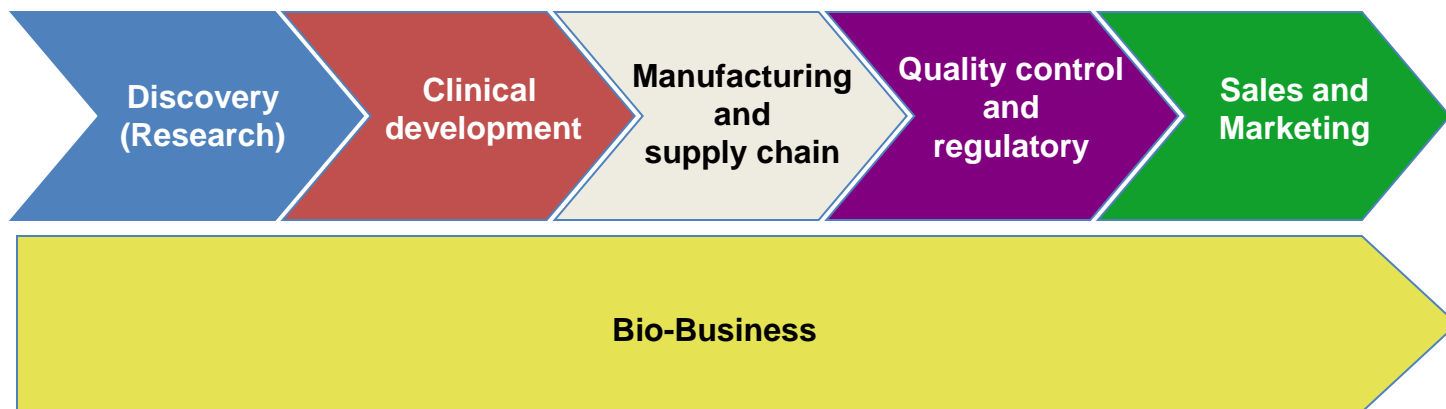 Discovery
(Research)
Clinical
development
Manufacturing
and
supply chain
Quality control
and
regulatory
Sales and
Marketing
Bio-Business